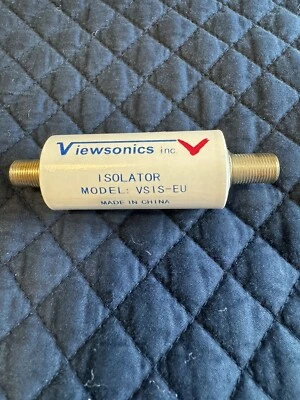 Viewsonics inc.
ISOLATOR
MODEL: VSIS-EU
MADE IN CHINA